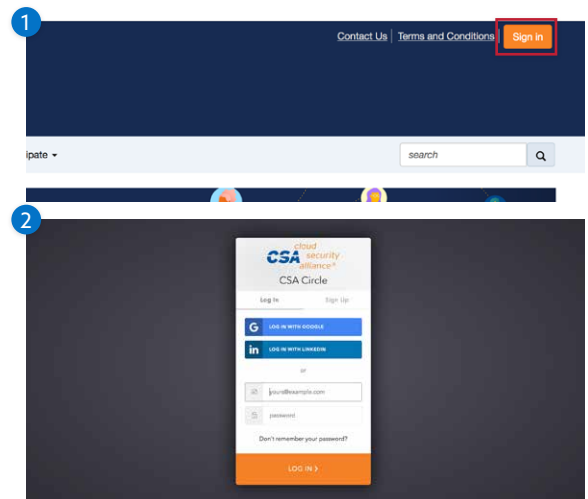 1
Contact Us | Terms and Conditions | Sign in
ipate
search
2
cloud
CSA security
alliance®
CSA Circle
Log In Sign Up
G LOG IN WITH GOOGLE
in LOG IN WITH LINKEDIN
or
yours@example.com
password
Don't remember your password?
LOG IN >